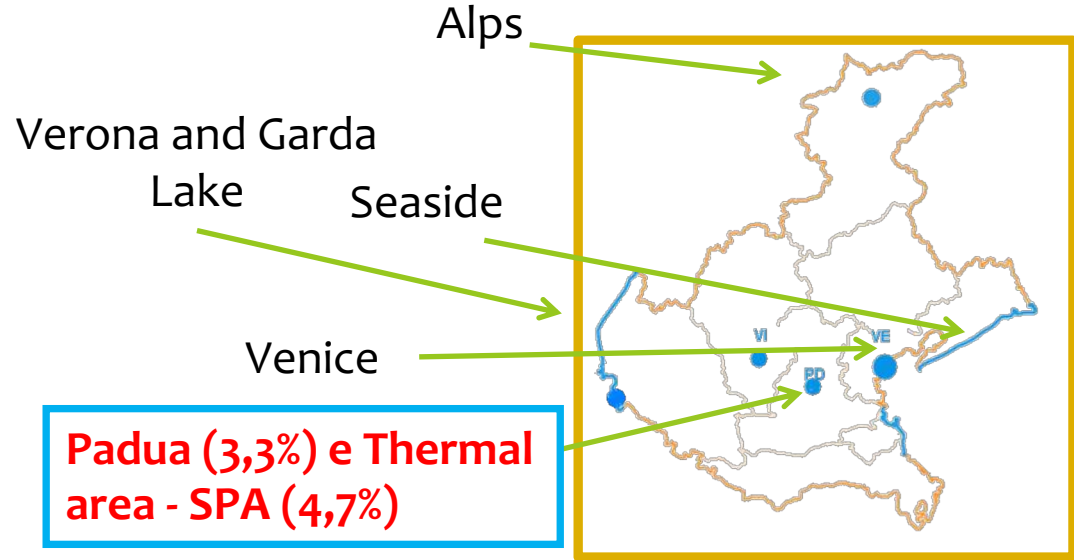 Alps
Verona and Garda
Lake
Seaside
VI
VE
Venice
PD
Padua (3,3%) e Thermal
area - SPA (4,7%)